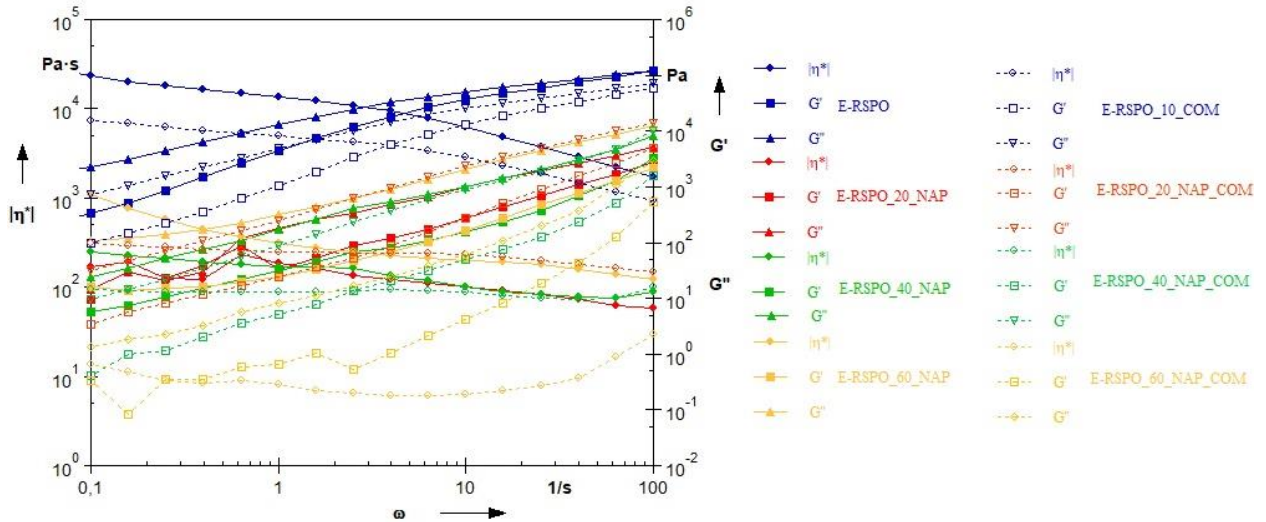 10^5
Pa·s
10^4
10^3
|η*|
10^2
10^1
10^0
0,1
1
10
1/s
100
ω
10^6
Pa
10^5
10^4
10^3
10^2
10^1
10^0
10^-1
10^-2
G'
G"
|η*|
G' E-RSPO
G"
|η*|
G' E-RSPO_20_NAP
G"
|η*|
G' E-RSPO_40_NAP
G"
|η*|
G' E-RSPO_60_NAP
G"
|η*|
G' E-RSPO_10_COM
G"
|η*|
G' E-RSPO_20_NAP_COM
G"
|η*|
G' E-RSPO_40_NAP_COM
G"
|η*|
G' E-RSPO_60_NAP_COM
G"